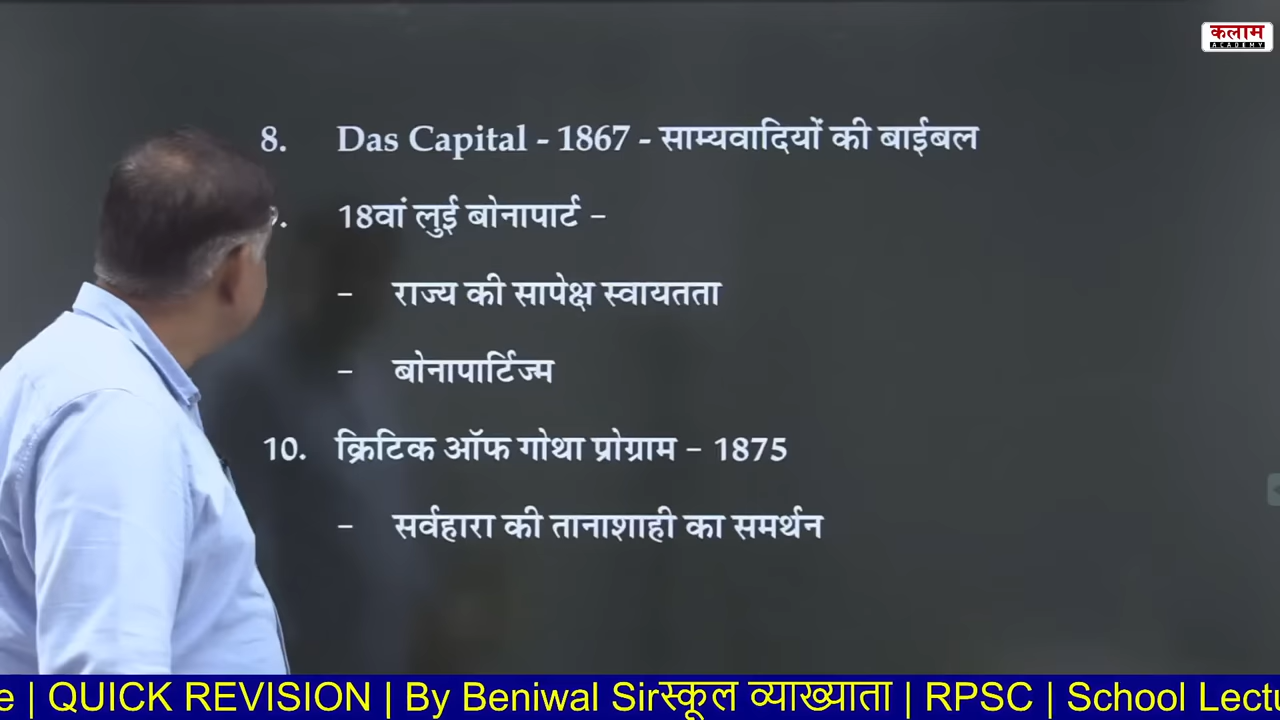 कलाम
ACADEMY
8. Das Capital - 1867 - साम्यवादियों की बाईबल
18वां लुई बोनापार्ट –
– राज्य की सापेक्ष स्वायतता
– बोनापार्टिज्म
10. क्रिटिक ऑफ गोथा प्रोग्राम – 1875
– सर्वहारा की तानाशाही का समर्थन
e | QUICK REVISION | By Beniwal Sirस्कूल व्याख्याता | RPSC | School Lectu